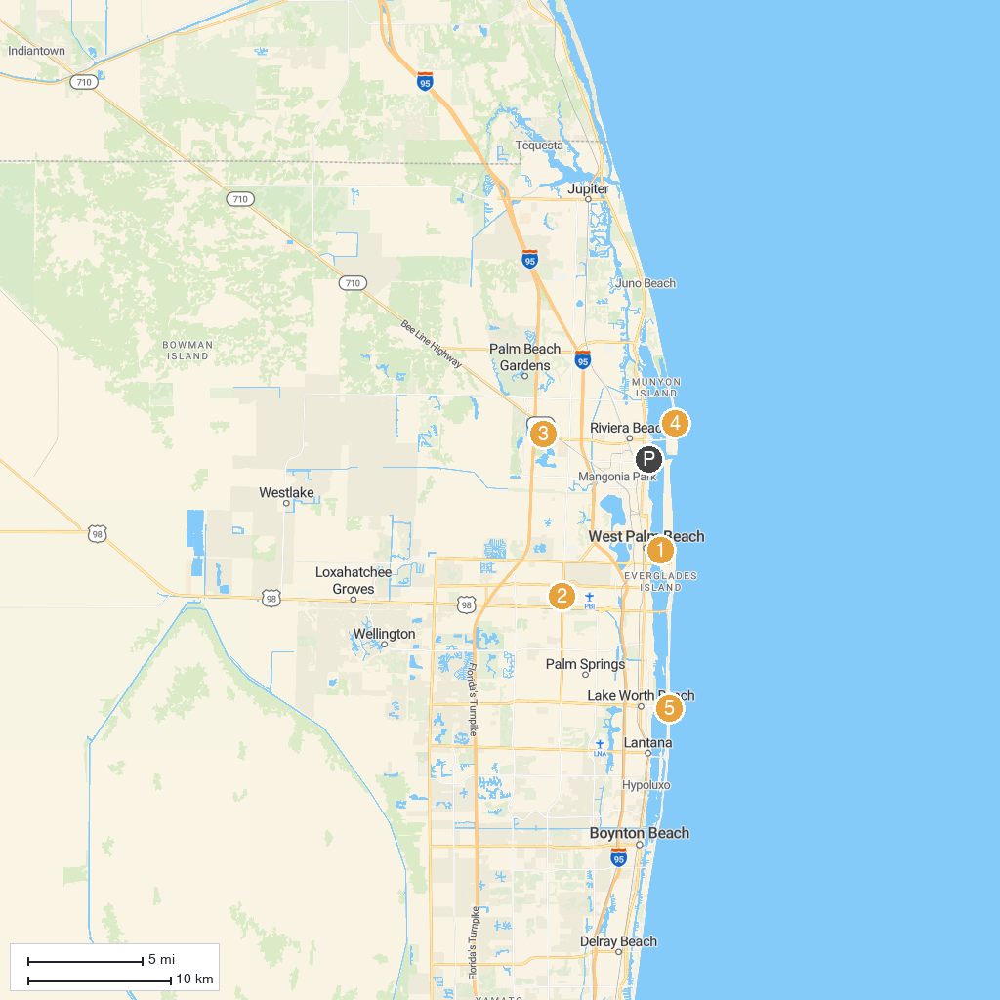 Indiantown
95
710
Tequesta
Jupiter
710
95
710
Juno Beach
Bee Line Highway
BOWMAN
ISLAND
Palm Beach
Gardens
95
MUNYON
ISLAND
4
3
Riviera Beac
P
Mangonia Park
Westlake
98
West Palm Beach
1
Loxahatchee
Groves
EVERGLADES
ISLAND
98
98
2
PBI
Wellington
Palm Springs
Florida's Turnpike
Lake Worth Beach
5
Lantana
LNA
Hypoluxo
Boynton Beach
95
Florida's Turnpike
Delray Beach
5 mi
10 km
YAMATO